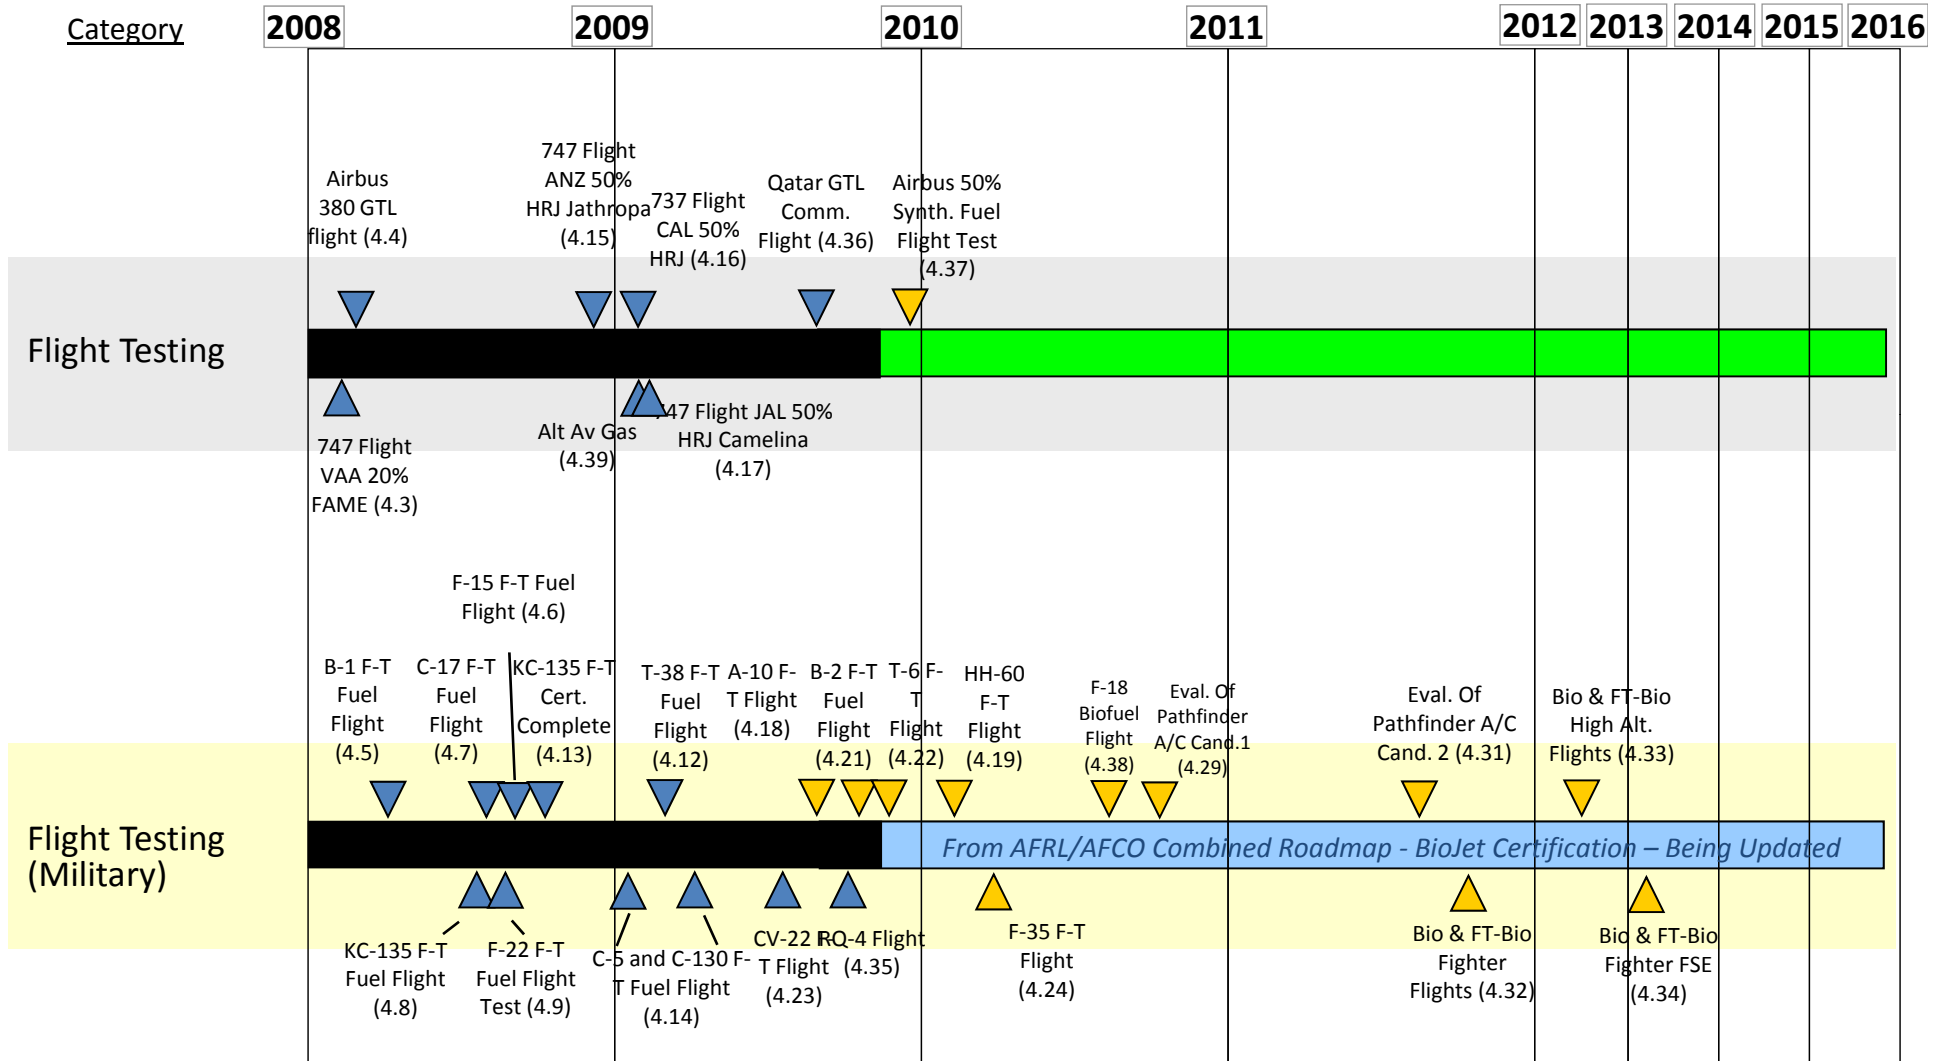 Category
2008
2009
2010
2011
2012
2013
2014
2015
2016
Airbus
380 GTL
flight (4.4)
747 Flight
ANZ 50%
HRJ Jathropa
(4.15)
737 Flight
CAL 50%
HRJ (4.16)
Qatar GTL
Comm.
Flight (4.36)
Airbus 50%
Synth. Fuel
Flight Test
(4.37)
Flight Testing
747 Flight
VAA 20%
FAME (4.3)
Alt Av Gas
(4.39)
747 Flight JAL 50%
HRJ Camelina
(4.17)
F-15 F-T Fuel
Flight (4.6)
B-1 F-T
Fuel
Flight
(4.5)
C-17 F-T
Fuel
Flight
(4.7)
KC-135 F-T
Cert.
Complete
(4.13)
T-38 F-T
Fuel
Flight
(4.12)
A-10 F-
T Flight
(4.18)
B-2 F-T
Fuel
Flight
(4.21)
T-6 F-
T
Flight
(4.22)
HH-60
F-T
Flight
(4.19)
F-18
Biofuel
Flight
(4.38)
Eval. Of
Pathfinder
A/C Cand.1
(4.29)
Eval. Of
Pathfinder A/C
Cand. 2 (4.31)
Bio & FT-Bio
High Alt.
Flights (4.33)
Flight Testing
(Military)
From AFRL/AFCO Combined Roadmap - BioJet Certification – Being Updated
KC-135 F-T
Fuel Flight
(4.8)
F-22 F-T
Fuel Flight
Test (4.9)
C-5 and C-130 F-
T Fuel Flight
(4.14)
CV-22 F-
T Flight
(4.23)
RQ-4 Flight
(4.35)
F-35 F-T
Flight
(4.24)
Bio & FT-Bio
Fighter
Flights (4.32)
Bio & FT-Bio
Fighter FSE
(4.34)